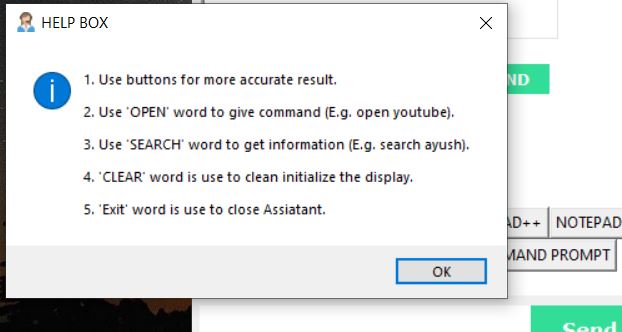 HELP BOX
1. Use buttons for more accurate result.
2. Use 'OPEN' word to give command (E.g. open youtube).
3. Use 'SEARCH' word to get information (E.g. search ayush).
4. 'CLEAR' word is use to clean initialize the display.
5. 'Exit' word is use to close Assiatant.
OK
ND
AD++
NOTEPAD
MAND PROMPT
Send